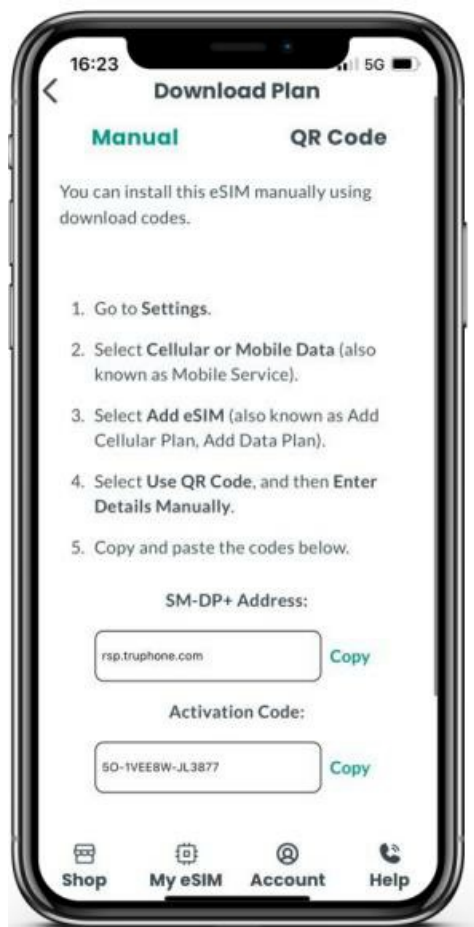 16:23
5G
Download Plan
Manual
QR Code
You can install this eSIM manually using
download codes.
1. Go to Settings.
2. Select Cellular or Mobile Data (also
known as Mobile Service).
3. Select Add eSIM (also known as Add
Cellular Plan, Add Data Plan).
4. Select Use QR Code, and then Enter
Details Manually.
5. Copy and paste the codes below.
SM-DP+ Address:
rsp.truphone.com
Copy
Activation Code:
5O-1VEE8W-JL3877
Copy
Shop
My eSIM
Account
Help